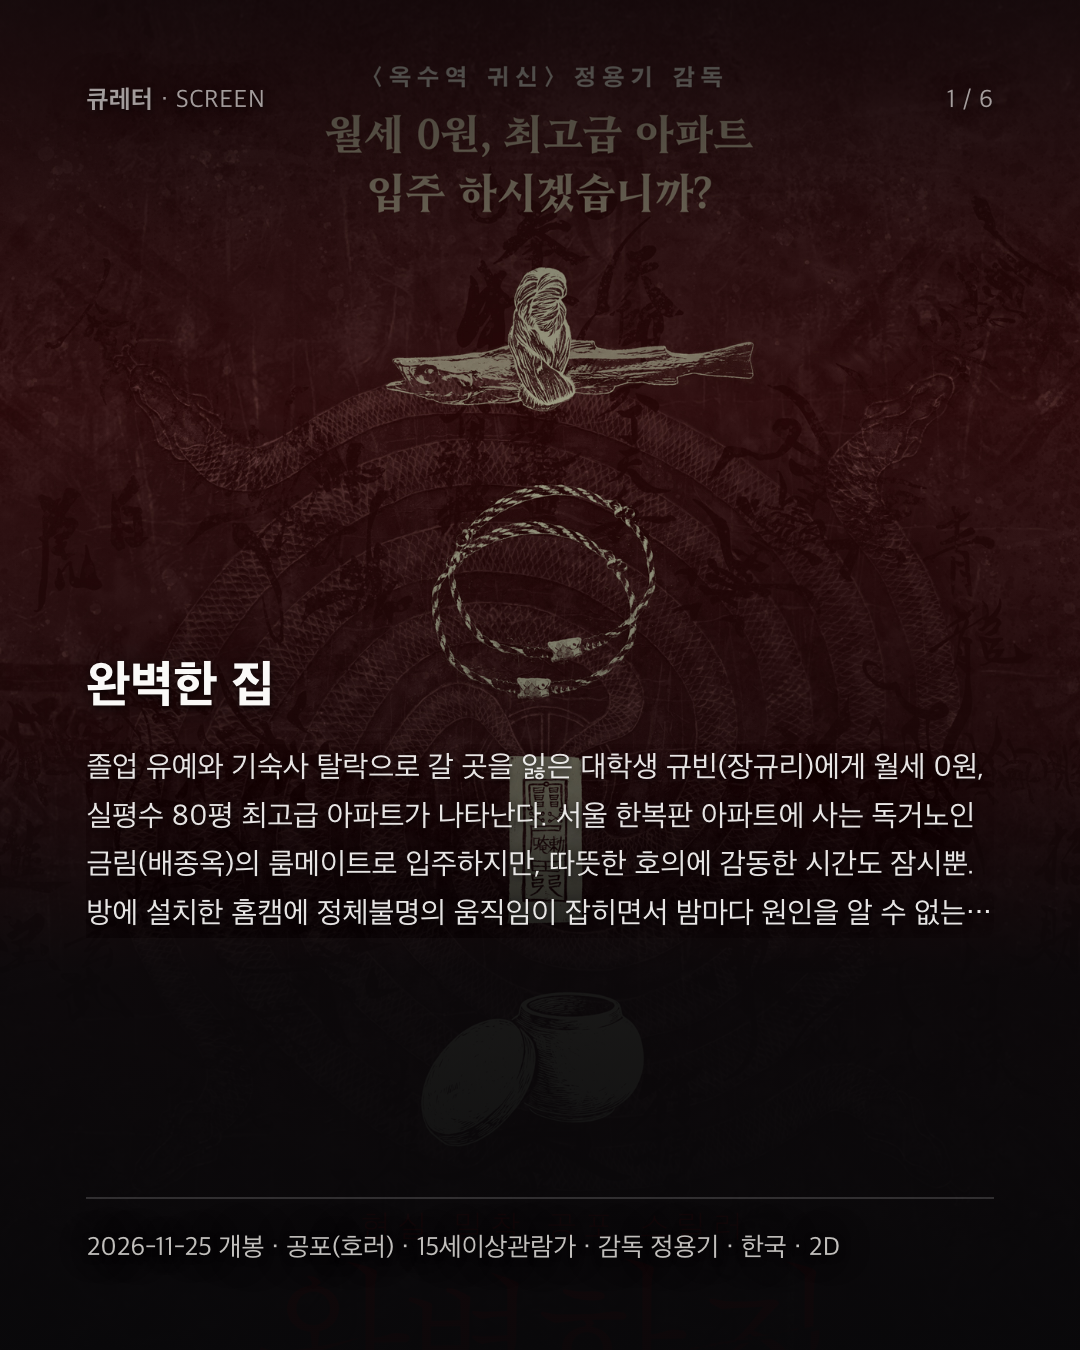 〈옥수역 귀신〉 정용기 감독
큐레터 · SCREEN
1 / 6
월세 0원, 최고급 아파트
입주 하시겠습니까?
완벽한 집
졸업 유예와 기숙사 탈락으로 갈 곳을 잃은 대학생 규빈(장규리)에게 월세 0원,
실평수 80평 최고급 아파트가 나타난다. 서울 한복판 아파트에 사는 독거노인
금림(배종옥)의 룸메이트로 입주하지만, 따뜻한 호의에 감동한 시간도 잠시뿐.
방에 설치한 홈캠에 정체불명의 움직임이 잡히면서 밤마다 원인을 알 수 없는…
2026-11-25 개봉 · 공포(호러) · 15세이상관람가 · 감독 정용기 · 한국 · 2D